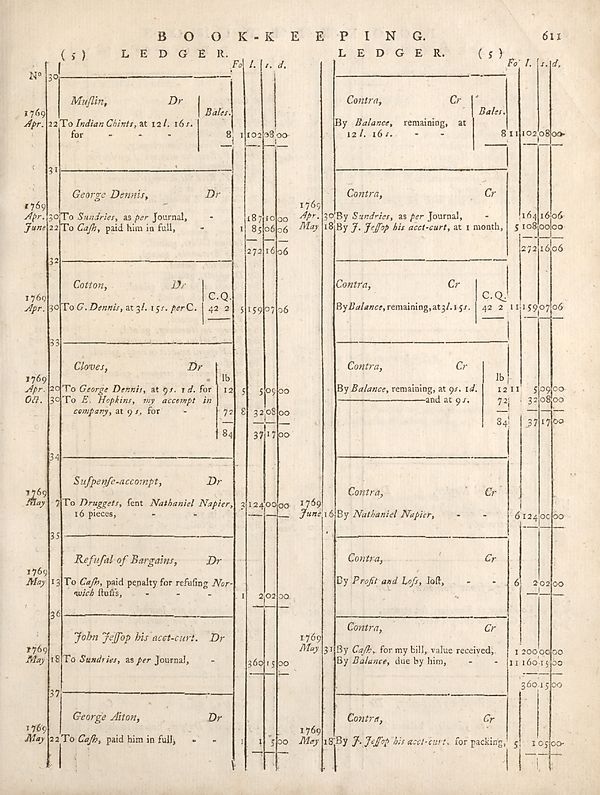 BOOK-KEEPING. 611
(5) LEDGER.
Fo l. s. d.
No 30
Muſlin, Dr
Bales.
1769
Apr. 22 To Indian Chints, at 12 l. 16 s.
for - - - 8 1 102 08 00
31
George Dennis, Dr
1769
Apr. 30 To Sundries, as per Journal, - 187 10 00
June 22 To Caſh, paid him in full, - 1 85 06 06
272 16 06
32
Cotton, Dr
C. Q.
1769
Apr. 30 To G. Dennis, at 3l. 15s. per C. 42 2 5 159 07 06
33
Cloves, Dr
lb.
1769
Apr. 20 To George Dennis, at 9s. 1d. for 12 5 5 09 00
Oct. 30 To E. Hopkins, my accompt in
company, at 9 s, for - 72 8 32 08 00
84 37 17 00
34
Suſpenſe-accompt, Dr
1769
May 7 To Druggets, ſent Nathaniel Napier, 3 124 00 00
16 pieces, - -
35
Refuſal of Bargains, Dr
1769
May 13 To Caſh, paid penalty for refuſing Nor-
wich ſtuffs, - - - 1 2 02 00
36
John Jeſſop his acct-curt. Dr
1769
May 18 To Sundries, as per Journal, - 360 15 00
37
George Aiton, Dr
1769
May 22 To Caſh, paid him in full, - - 1 1 5 00
LEDGER. (5)
Fo l. s. d.
Contra, Cr
Bales.
By Balance, remaining, at
12 l. 16 s. - - 8 11 102 08 00
Contra, Cr
1769
Apr. 30 By Sundries, as per Journal, - 164 16 06
May 18 By J. Jeſſop his acct-curt, at 1 month, 5 108 00 00
272 16 06
Contra, Cr
C. Q.
By Balance, remaining, at 3l. 15s. 42 2 11 159 07 06
Contra, Cr
lb
By Balance, remaining, at 9s. 1d. 12 11 5 09 00
and at 9s. 72 32 08 00
84 37 17 00
Contra, Cr
1769
June 16 By Nathaniel Napier, - - 6 124 00 00
Contra, Cr
By Profit and Loſs, loſt, - - 6 2 02 00
Contra, Cr
1769
May 31 By Caſh, for my bill, value received, 1 200 00 00
By Balance, due by him, - - 11 160 15 00
360 15 00
Contra, Cr
1769
May 18 By J. Jeſſop his acct-curt. for packing, 5 1 05 00